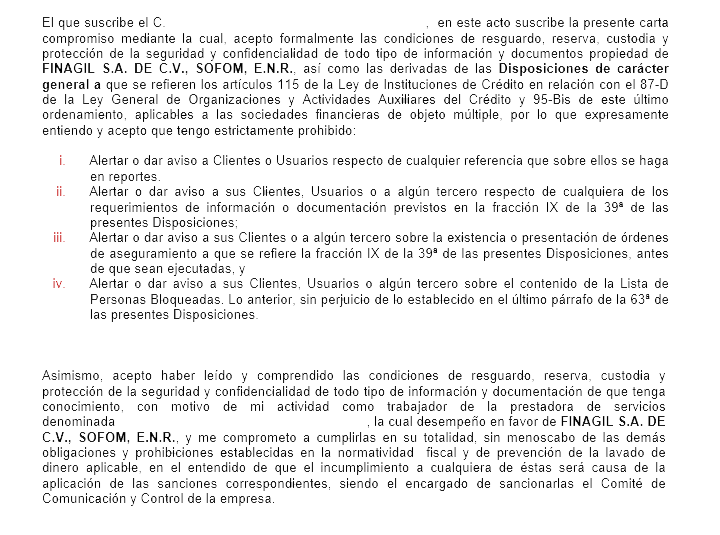 El que suscribe el C. , en este acto suscribe la presente carta
compromiso mediante la cual, acepto formalmente las condiciones de resguardo, reserva, custodia y
protección de la seguridad y confidencialidad de todo tipo de información y documentos propiedad de
FINAGIL S.A. DE C.V., SOFOM, E.N.R., así como las derivadas de las Disposiciones de carácter
general a que se refieren los artículos 115 de la Ley de Instituciones de Crédito en relación con el 87-D
de la Ley General de Organizaciones y Actividades Auxiliares del Crédito y 95-Bis de este último
ordenamiento, aplicables a las sociedades financieras de objeto múltiple, por lo que expresamente
entiendo y acepto que tengo estrictamente prohibido:
i. Alertar o dar aviso a Clientes o Usuarios respecto de cualquier referencia que sobre ellos se haga
en reportes.
ii. Alertar o dar aviso a sus Clientes, Usuarios o a algún tercero respecto de cualquiera de los
requerimientos de información o documentación previstos en la fracción IX de la 39ª de las
presentes Disposiciones;
iii. Alertar o dar aviso a sus Clientes o a algún tercero sobre la existencia o presentación de órdenes
de aseguramiento a que se refiere la fracción IX de la 39ª de las presentes Disposiciones, antes
de que sean ejecutadas, y
iv. Alertar o dar aviso a sus Clientes, Usuarios o algún tercero sobre el contenido de la Lista de
Personas Bloqueadas. Lo anterior, sin perjuicio de lo establecido en el último párrafo de la 63ª de
las presentes Disposiciones.
Asimismo, acepto haber leído y comprendido las condiciones de resguardo, reserva, custodia y
protección de la seguridad y confidencialidad de todo tipo de información y documentación de que tenga
conocimiento, con motivo de mi actividad como trabajador de la prestadora de servicios
denominada , la cual desempeño en favor de FINAGIL S.A. DE
C.V., SOFOM, E.N.R., y me comprometo a cumplirlas en su totalidad, sin menoscabo de las demás
obligaciones y prohibiciones establecidas en la normatividad fiscal y de prevención de la lavado de
dinero aplicable, en el entendido de que el incumplimiento a cualquiera de éstas será causa de la
aplicación de las sanciones correspondientes, siendo el encargado de sancionarlas el Comité de
Comunicación y Control de la empresa.